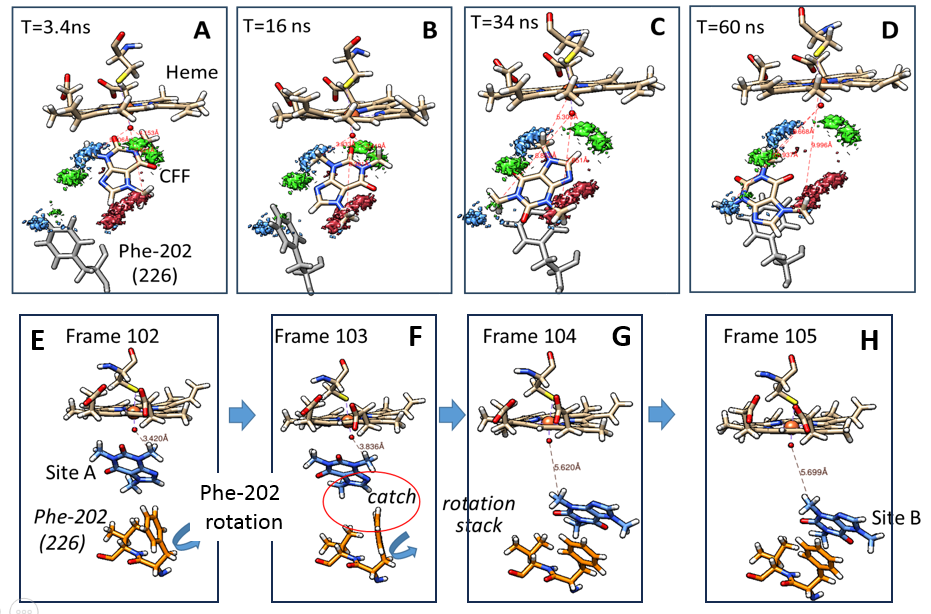 T=3.4ns
A
Heme
CFF
Phe-202
(226)
T=16 ns
B
T=34 ns
C
T=60 ns
D
E
Frame 102
3.420Å
Site A
Phe-202
(226)
Phe-202
rotation
Frame 103
F
3.836Å
catch
Frame 104
G
5.620Å
rotation
stack
Frame 105
H
5.699Å
Site B